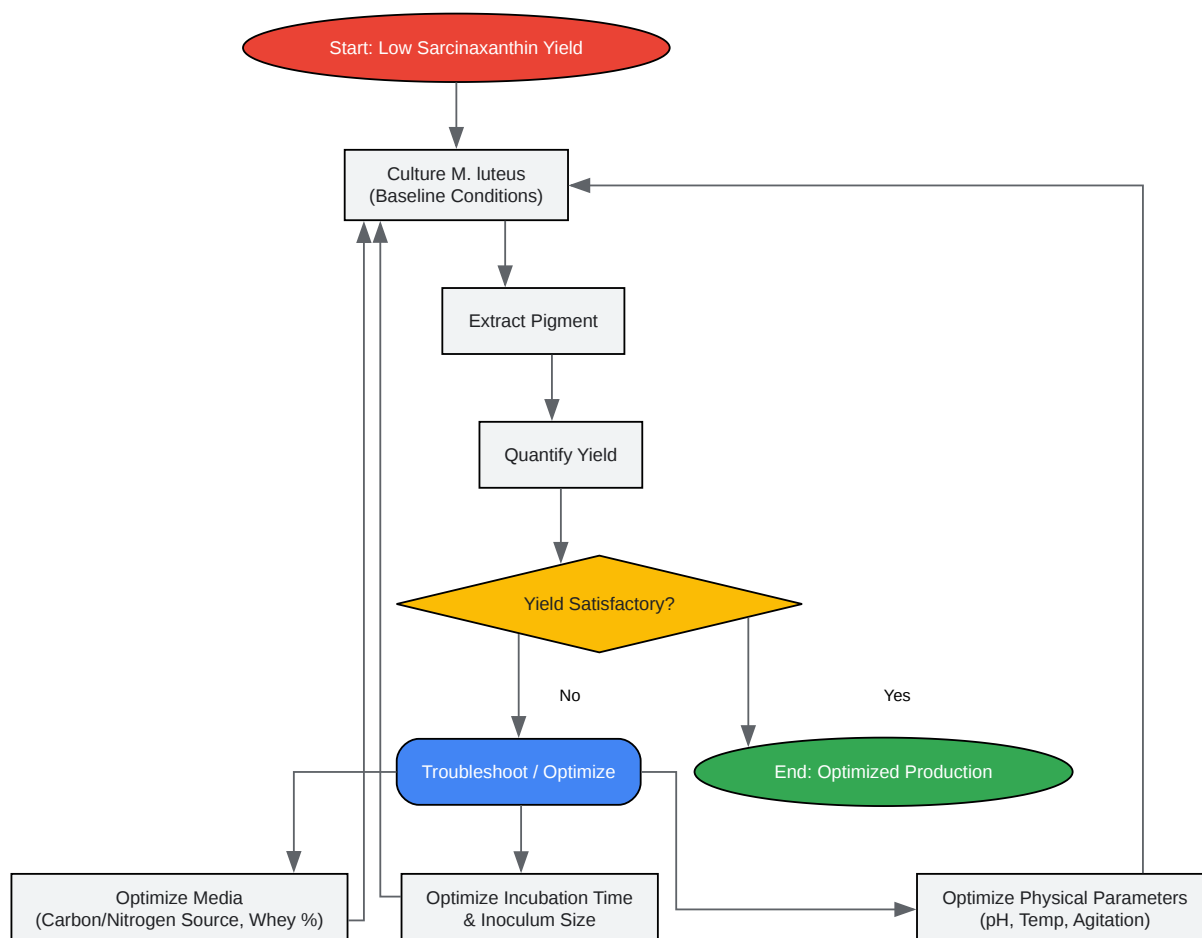 Start: Low Sarcinaxanthin Yield
Culture M. luteus
(Baseline Conditions)
Extract Pigment
Quantify Yield
Yield Satisfactory?
No
Yes
Troubleshoot / Optimize
End: Optimized Production
Optimize Media
(Carbon/Nitrogen Source, Whey %)
Optimize Incubation Time
& Inoculum Size
Optimize Physical Parameters
(pH, Temp, Agitation)